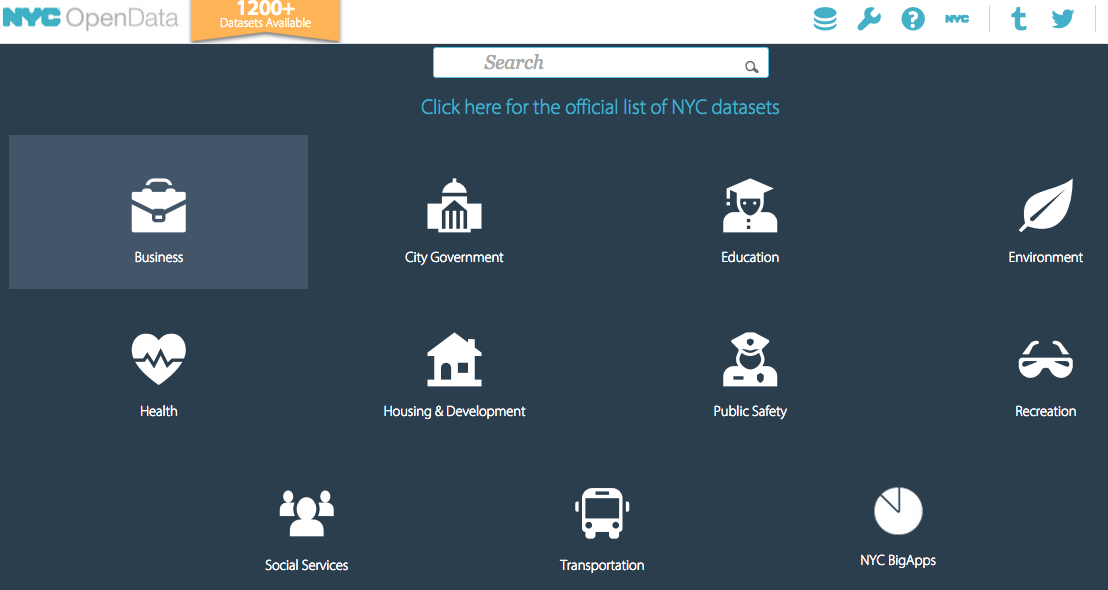 NYC OpenData
1200+
Datasets Available
NYC
Search
Click here for the official list of NYC datasets
Business
City Government
Education
Environment
Health
Housing & Development
Public Safety
Recreation
Social Services
Transportation
NYC BigApps